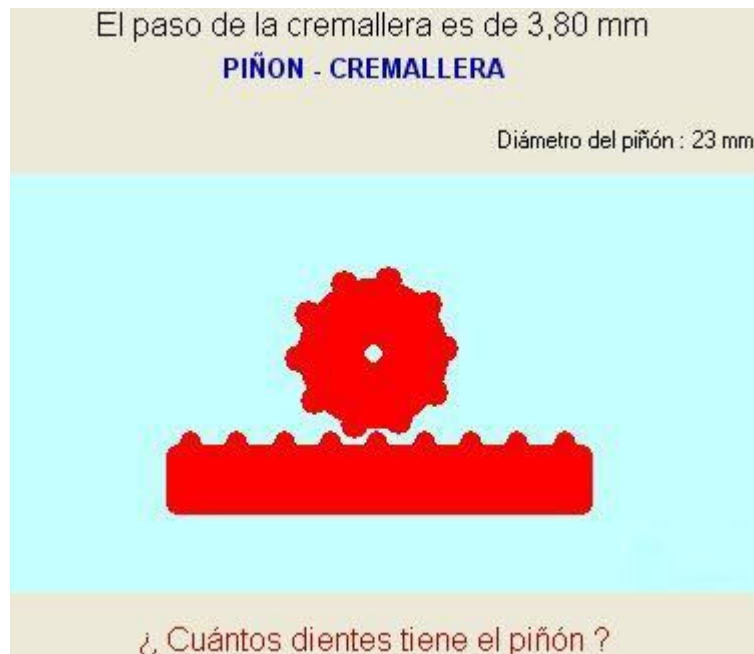 El paso de la cremallera es de 3,80 mm
PIÑON - CREMALLERA
Diámetro del piñón : 23 mm
¿ Cuántos dientes tiene el piñón ?